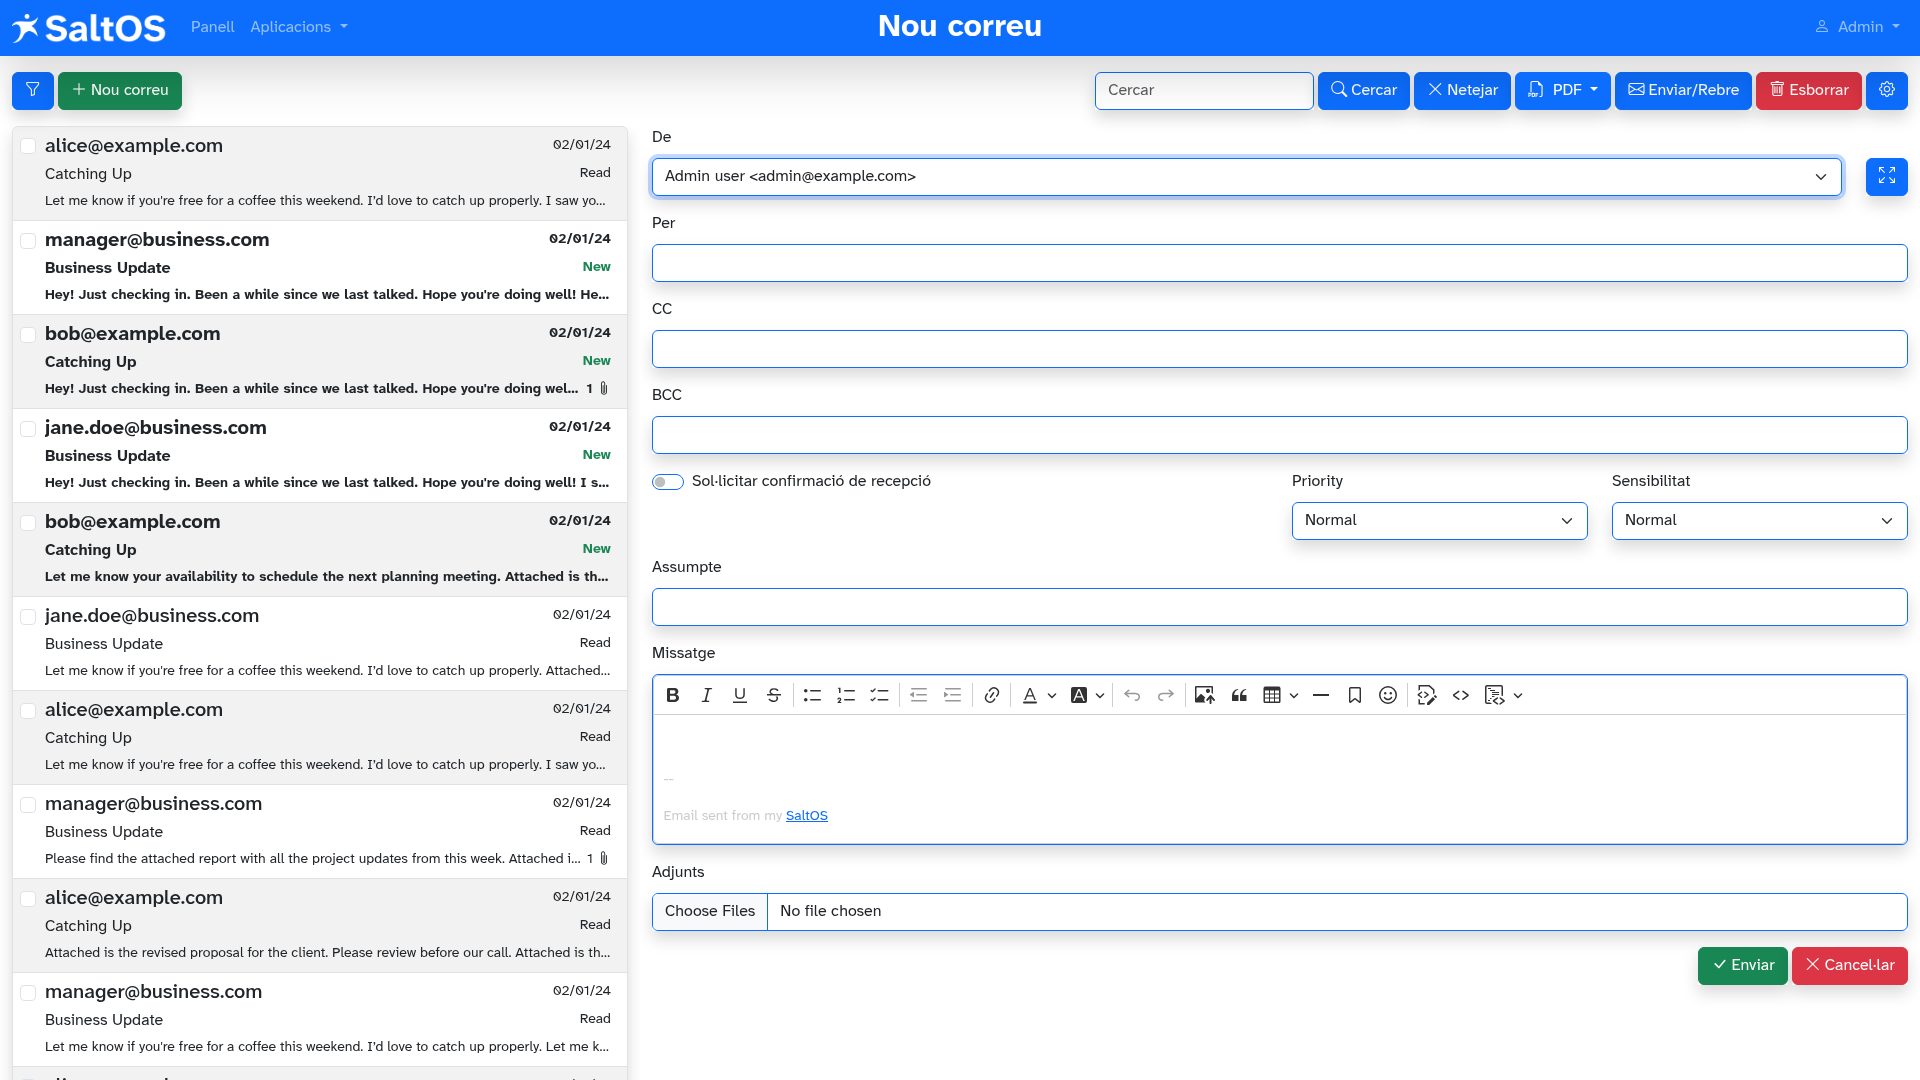 SaltOS Panell Aplicacions Nou correu Admin
Nou correu Cercar Cercar Netejar PDF Enviar/Rebre Esborrar
alice@example.com 02/01/24
Catching Up Read
Let me know if you're free for a coffee this weekend. I'd love to catch up properly. I saw yo...
manager@business.com 02/01/24
Business Update New
Hey! Just checking in. Been a while since we last talked. Hope you're doing well! He...
bob@example.com 02/01/24
Catching Up New
Hey! Just checking in. Been a while since we last talked. Hope you're doing wel... 1
jane.doe@business.com 02/01/24
Business Update New
Hey! Just checking in. Been a while since we last talked. Hope you're doing well! I s...
bob@example.com 02/01/24
Catching Up New
Let me know your availability to schedule the next planning meeting. Attached is th...
jane.doe@business.com 02/01/24
Business Update Read
Let me know if you're free for a coffee this weekend. I'd love to catch up properly. Attached...
alice@example.com 02/01/24
Catching Up Read
Let me know if you're free for a coffee this weekend. I'd love to catch up properly. I saw yo...
manager@business.com 02/01/24
Business Update Read
Please find the attached report with all the project updates from this week. Attached i... 1
alice@example.com 02/01/24
Catching Up Read
Attached is the revised proposal for the client. Please review before our call. Attached is th...
manager@business.com 02/01/24
Business Update Read
Let me know if you're free for a coffee this weekend. I'd love to catch up properly. Let me k...
De
Admin user <admin@example.com>
Per
CC
BCC
Sol·licitar confirmació de recepció
Priority
Normal
Sensibilitat
Normal
Assumpte
Missatge
--
Email sent from my SaltOS
Adjunts
Choose Files No file chosen
Enviar Cancel·lar